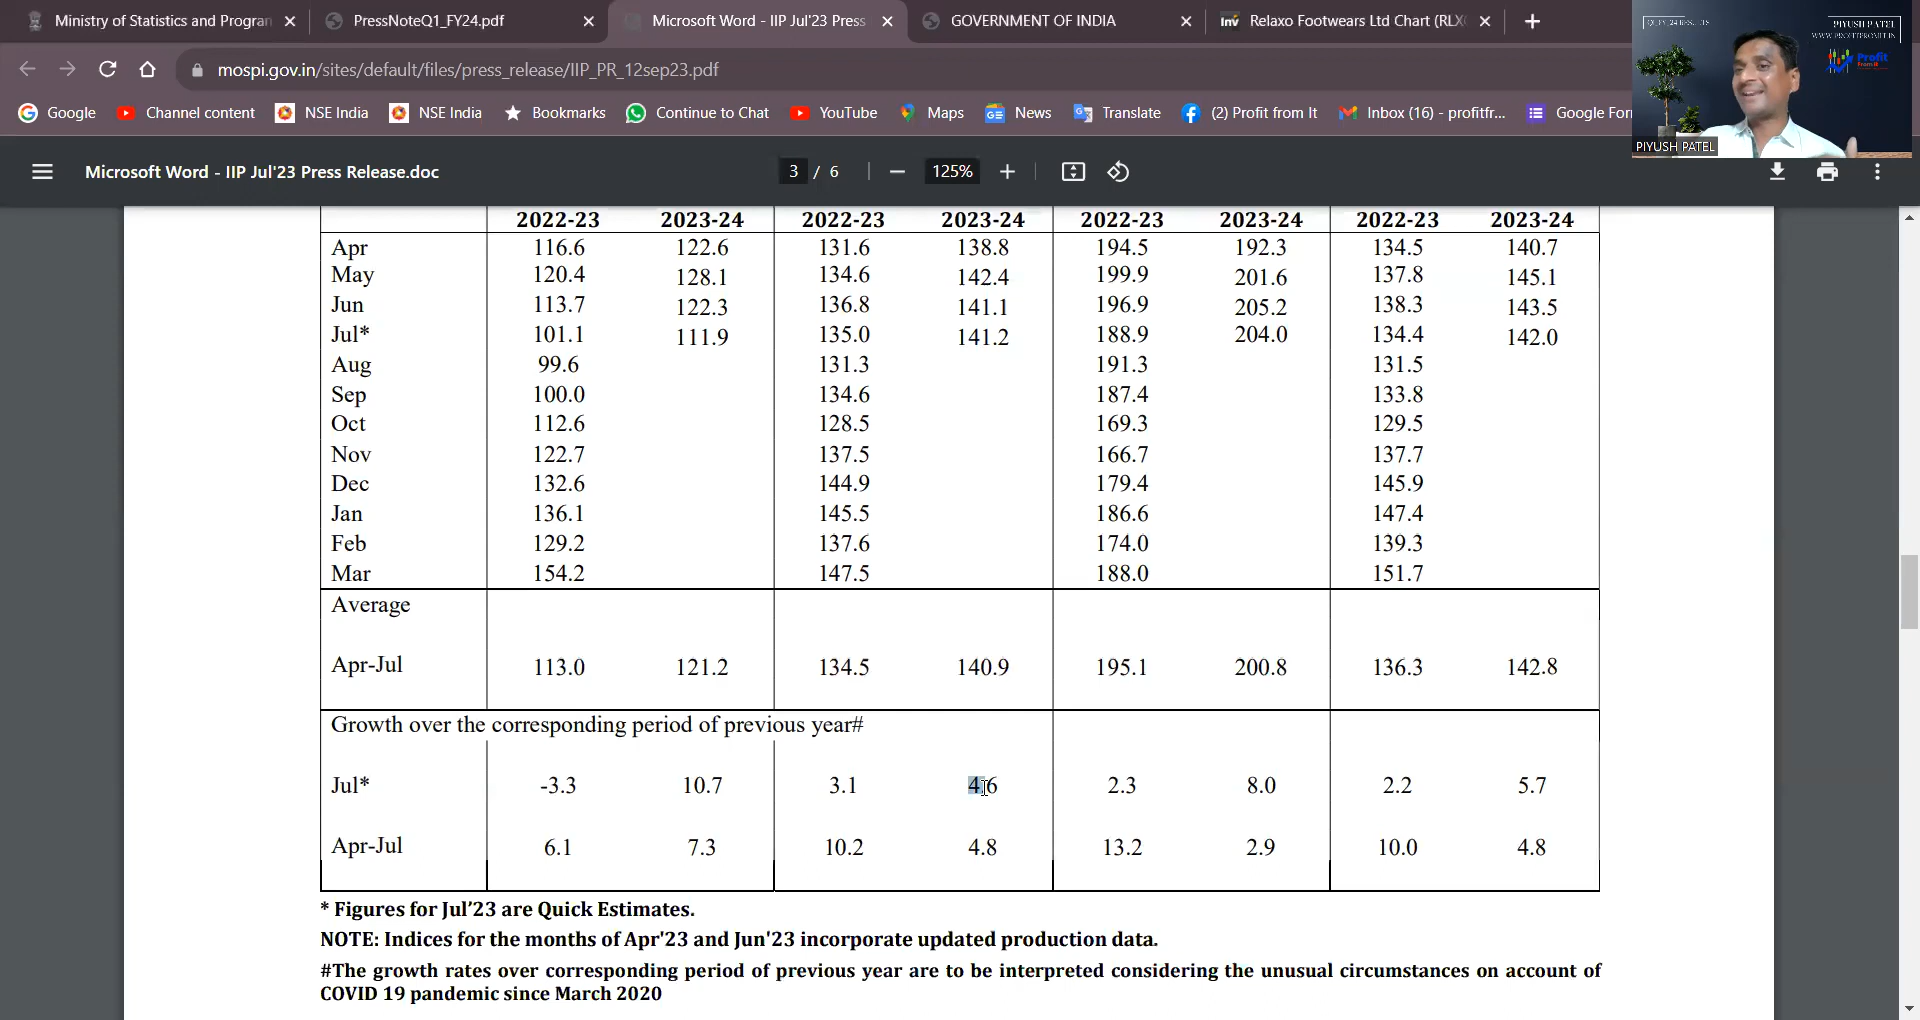 Ministry of Statistics and Program
PressNoteQ1_FY24.pdf
Microsoft Word - IIP Jul'23 Press
GOVERNMENT OF INDIA
Inv Relaxo Footwears Ltd Chart (RLX
mospi.gov.in/sites/default/files/press_release/IIP_PR_12sep23.pdf
Google Channel content NSE India NSE India Bookmarks Continue to Chat YouTube Maps News Translate (2) Profit from It Inbox (16) - profitfr... Google For
PIYUSH PATEL
WWW.PROFITFROMIT.IN
Profit
From It
PIYUSH PATEL
Microsoft Word - IIP Jul'23 Press Release.doc 3 / 6 125%
2022-23 2023-24 2022-23 2023-24 2022-23 2023-24 2022-23 2023-24
Apr 116.6 122.6 131.6 138.8 194.5 192.3 134.5 140.7
May 120.4 128.1 134.6 142.4 199.9 201.6 137.8 145.1
Jun 113.7 122.3 136.8 141.1 196.9 205.2 138.3 143.5
Jul* 101.1 111.9 135.0 141.2 188.9 204.0 134.4 142.0
Aug 99.6 131.3 191.3 131.5
Sep 100.0 134.6 187.4 133.8
Oct 112.6 128.5 169.3 129.5
Nov 122.7 137.5 166.7 137.7
Dec 132.6 144.9 179.4 145.9
Jan 136.1 145.5 186.6 147.4
Feb 129.2 137.6 174.0 139.3
Mar 154.2 147.5 188.0 151.7
Average
Apr-Jul 113.0 121.2 134.5 140.9 195.1 200.8 136.3 142.8
Growth over the corresponding period of previous year#
Jul* -3.3 10.7 3.1 4.6 2.3 8.0 2.2 5.7
Apr-Jul 6.1 7.3 10.2 4.8 13.2 2.9 10.0 4.8
* Figures for Jul’23 are Quick Estimates.
NOTE: Indices for the months of Apr'23 and Jun'23 incorporate updated production data.
#The growth rates over corresponding period of previous year are to be interpreted considering the unusual circumstances on account of
COVID 19 pandemic since March 2020